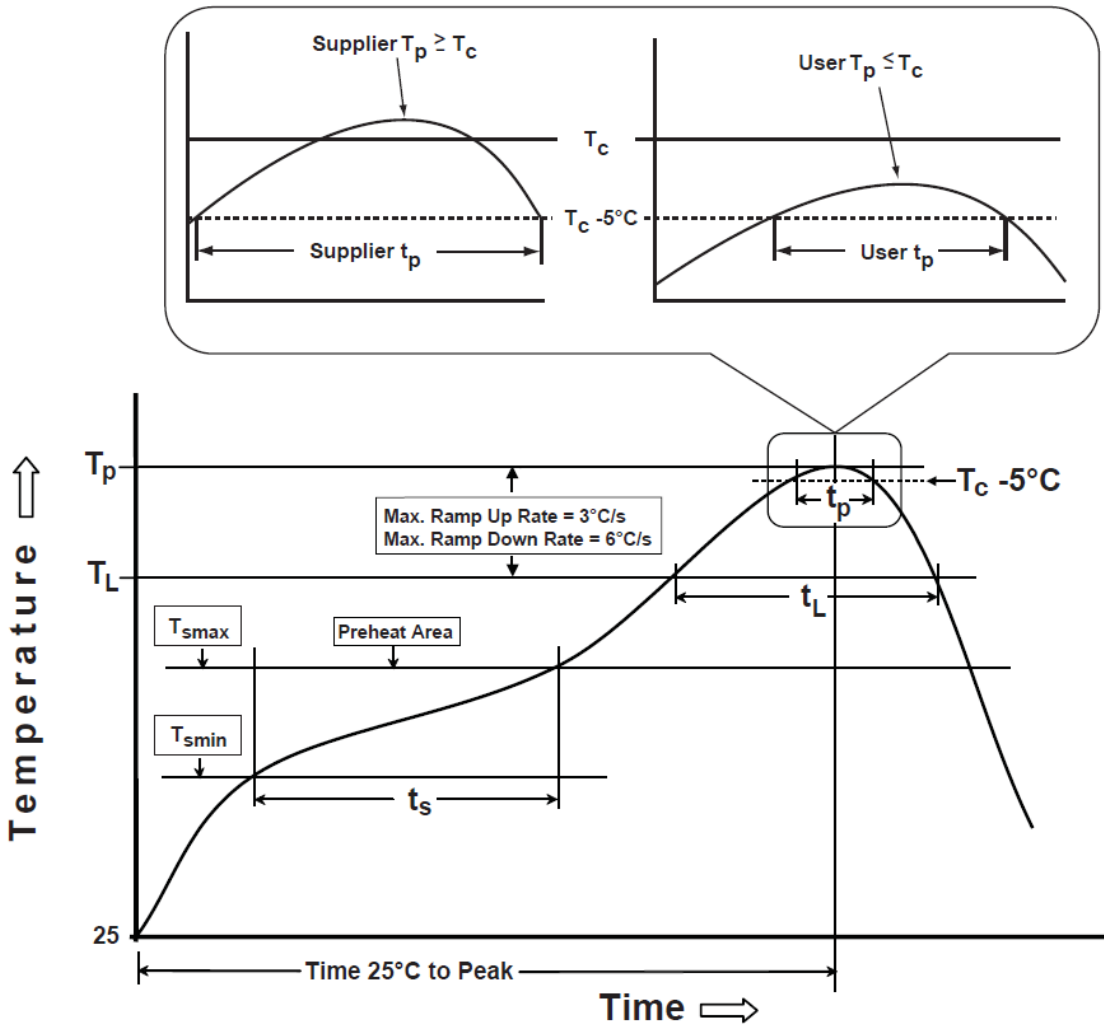 Supplier Tp ≥ Tc
User Tp ≤ Tc
Tc
Tc -5°C
Supplier tp
User tp
Tp
Tc -5°C
tp
Max. Ramp Up Rate = 3°C/s
Max. Ramp Down Rate = 6°C/s
TL
tL
Tsmax
Preheat Area
Tsmin
ts
Temperature
25
Time 25°C to Peak
Time